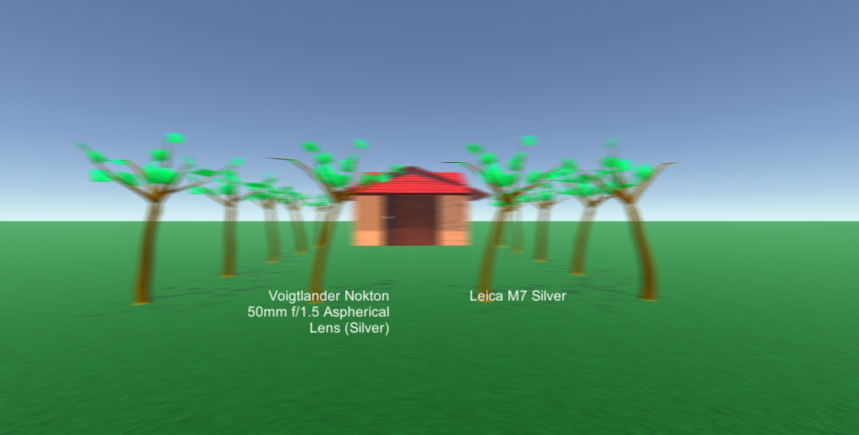 Voigtlander Nokton
50mm f/1.5 Aspherical
Lens (Silver)
Leica M7 Silver